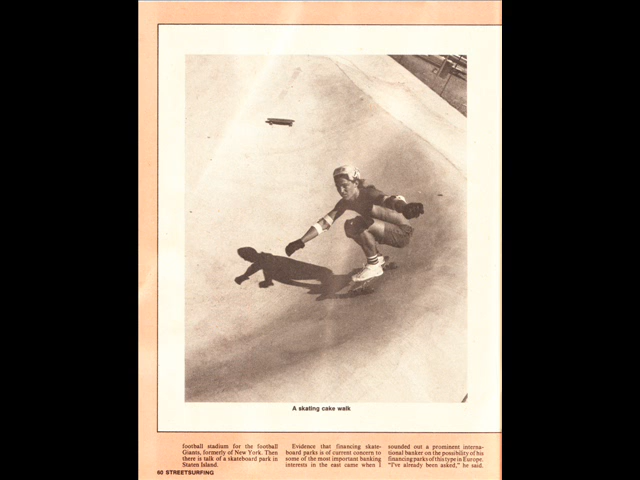 A skating cake walk
football stadium for the football
Giants, formerly of New York. Then
there is talk of a skateboard park in
Staten Island.
Evidence that financing skate-
board parks is of current concern to
some of the most important banking
interests in the east came when I
sounded out a prominent interna-
tional banker on the possibility of his
financing parks of this type in Europe.
"I've already been asked," he said.
60 STREETSURFING